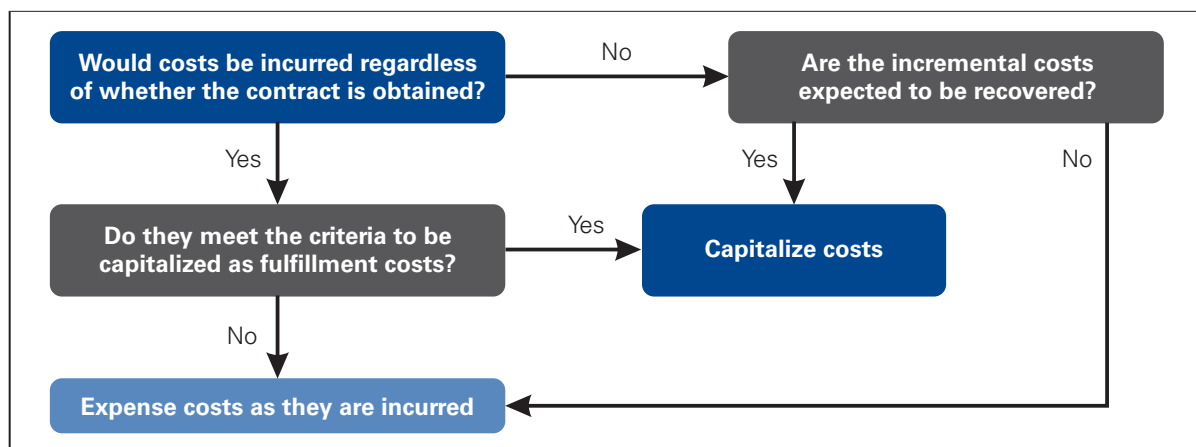 Would costs be incurred regardless
of whether the contract is obtained?
No
Are the incremental costs
expected to be recovered?
Yes
Yes
No
Do they meet the criteria to be
capitalized as fulfillment costs?
Yes
Capitalize costs
No
Expense costs as they are incurred